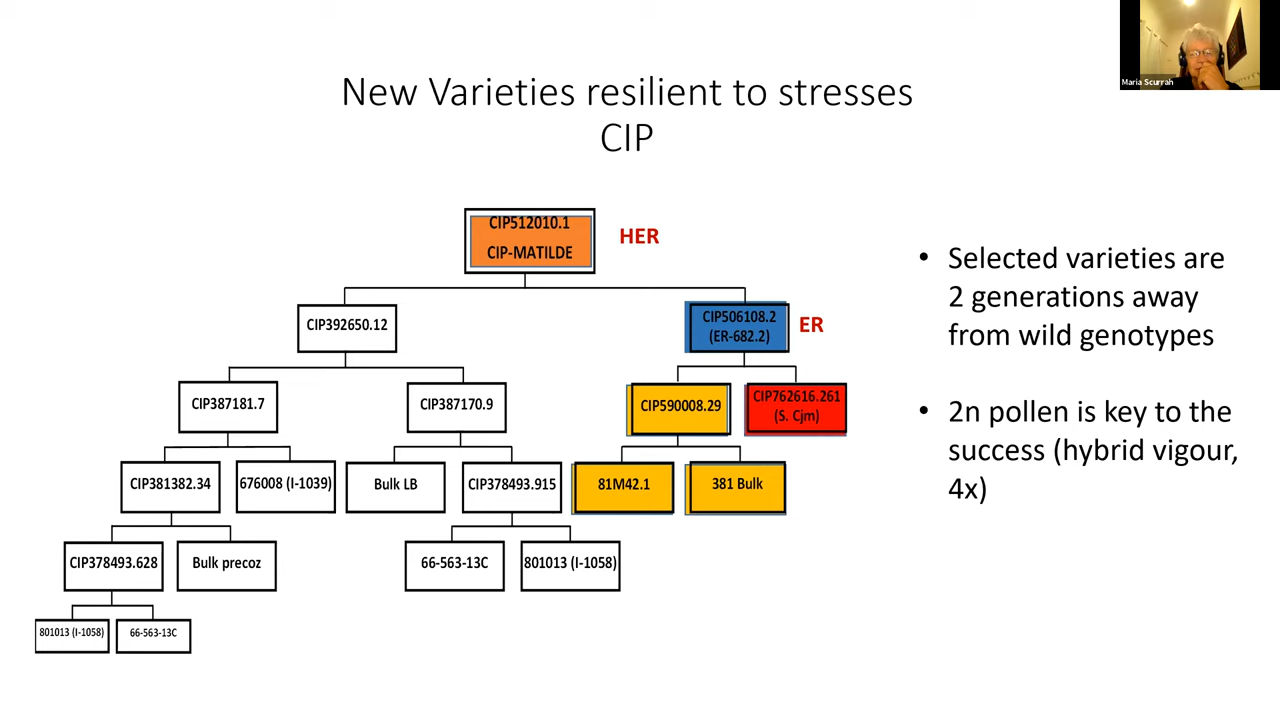 Maria Scurrah
New Varieties resilient to stresses
CIP
CIP512010.1
CIP-MATILDE
HER
CIP392650.12
CIP506108.2
(ER-682.2)
ER
CIP387181.7
CIP387170.9
CIP590008.29
CIP762616.261
(S. Cjm)
CIP381382.34
676008 (I-1039)
Bulk LB
CIP378493.915
81M42.1
381 Bulk
CIP378493.628
Bulk precoz
66-563-13C
801013 (I-1058)
801013 (I-1058)
66-563-13C
• Selected varieties are
2 generations away
from wild genotypes
• 2n pollen is key to the
success (hybrid vigour,
4x)